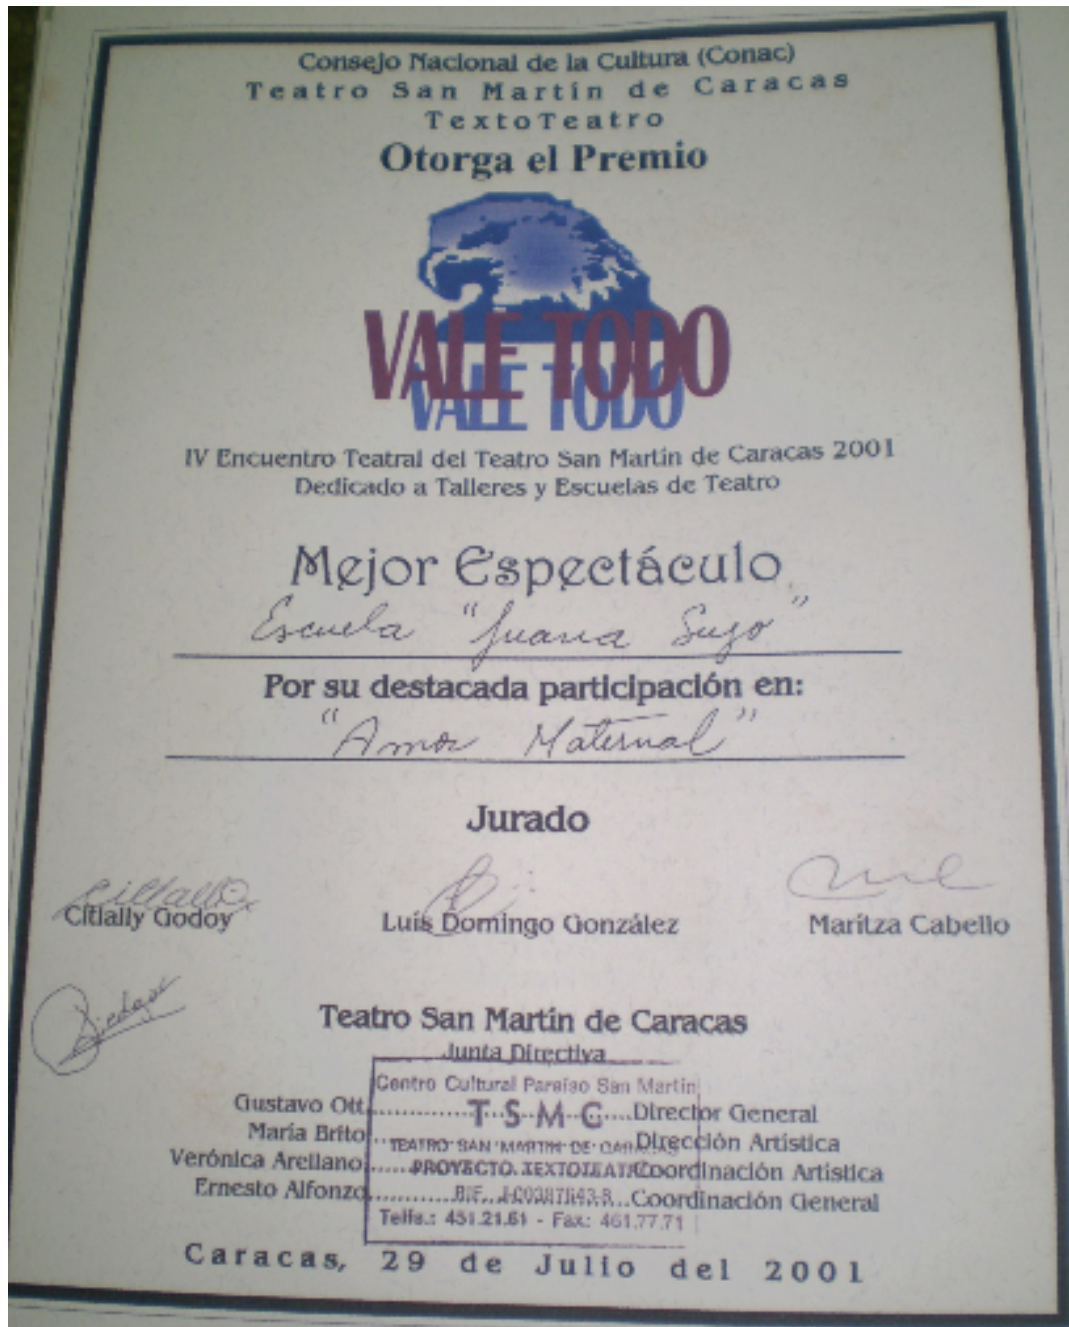 Consejo Nacional de la Cultura (Conac)
Teatro San Martín de Caracas
TextoTeatro
Otorga el Premio
VALE TODO
VALE TODO
IV Encuentro Teatral del Teatro San Martín de Caracas 2001
Dedicado a Talleres y Escuelas de Teatro
Mejor Espectáculo
Escuela "Juana Sujo"
Por su destacada participación en:
"Amor Maternal"
Jurado
Citlally Godoy
Luis Domingo González
Maritza Cabello
Teatro San Martín de Caracas
Junta Directiva
Centro Cultural Paraíso San Martín
Gustavo Ott Director General
T-S-M-C
María Brito Dirección Artística
TEATRO SAN MARTIN DE CARACAS
Verónica Arellano Coordinación Artística
PROYECTO TEXTOTEATRO
Ernesto Alfonzo Coordinación General
Telfs.: 451.21.61 - Fax: 461.77.71
Caracas, 29 de Julio del 2001